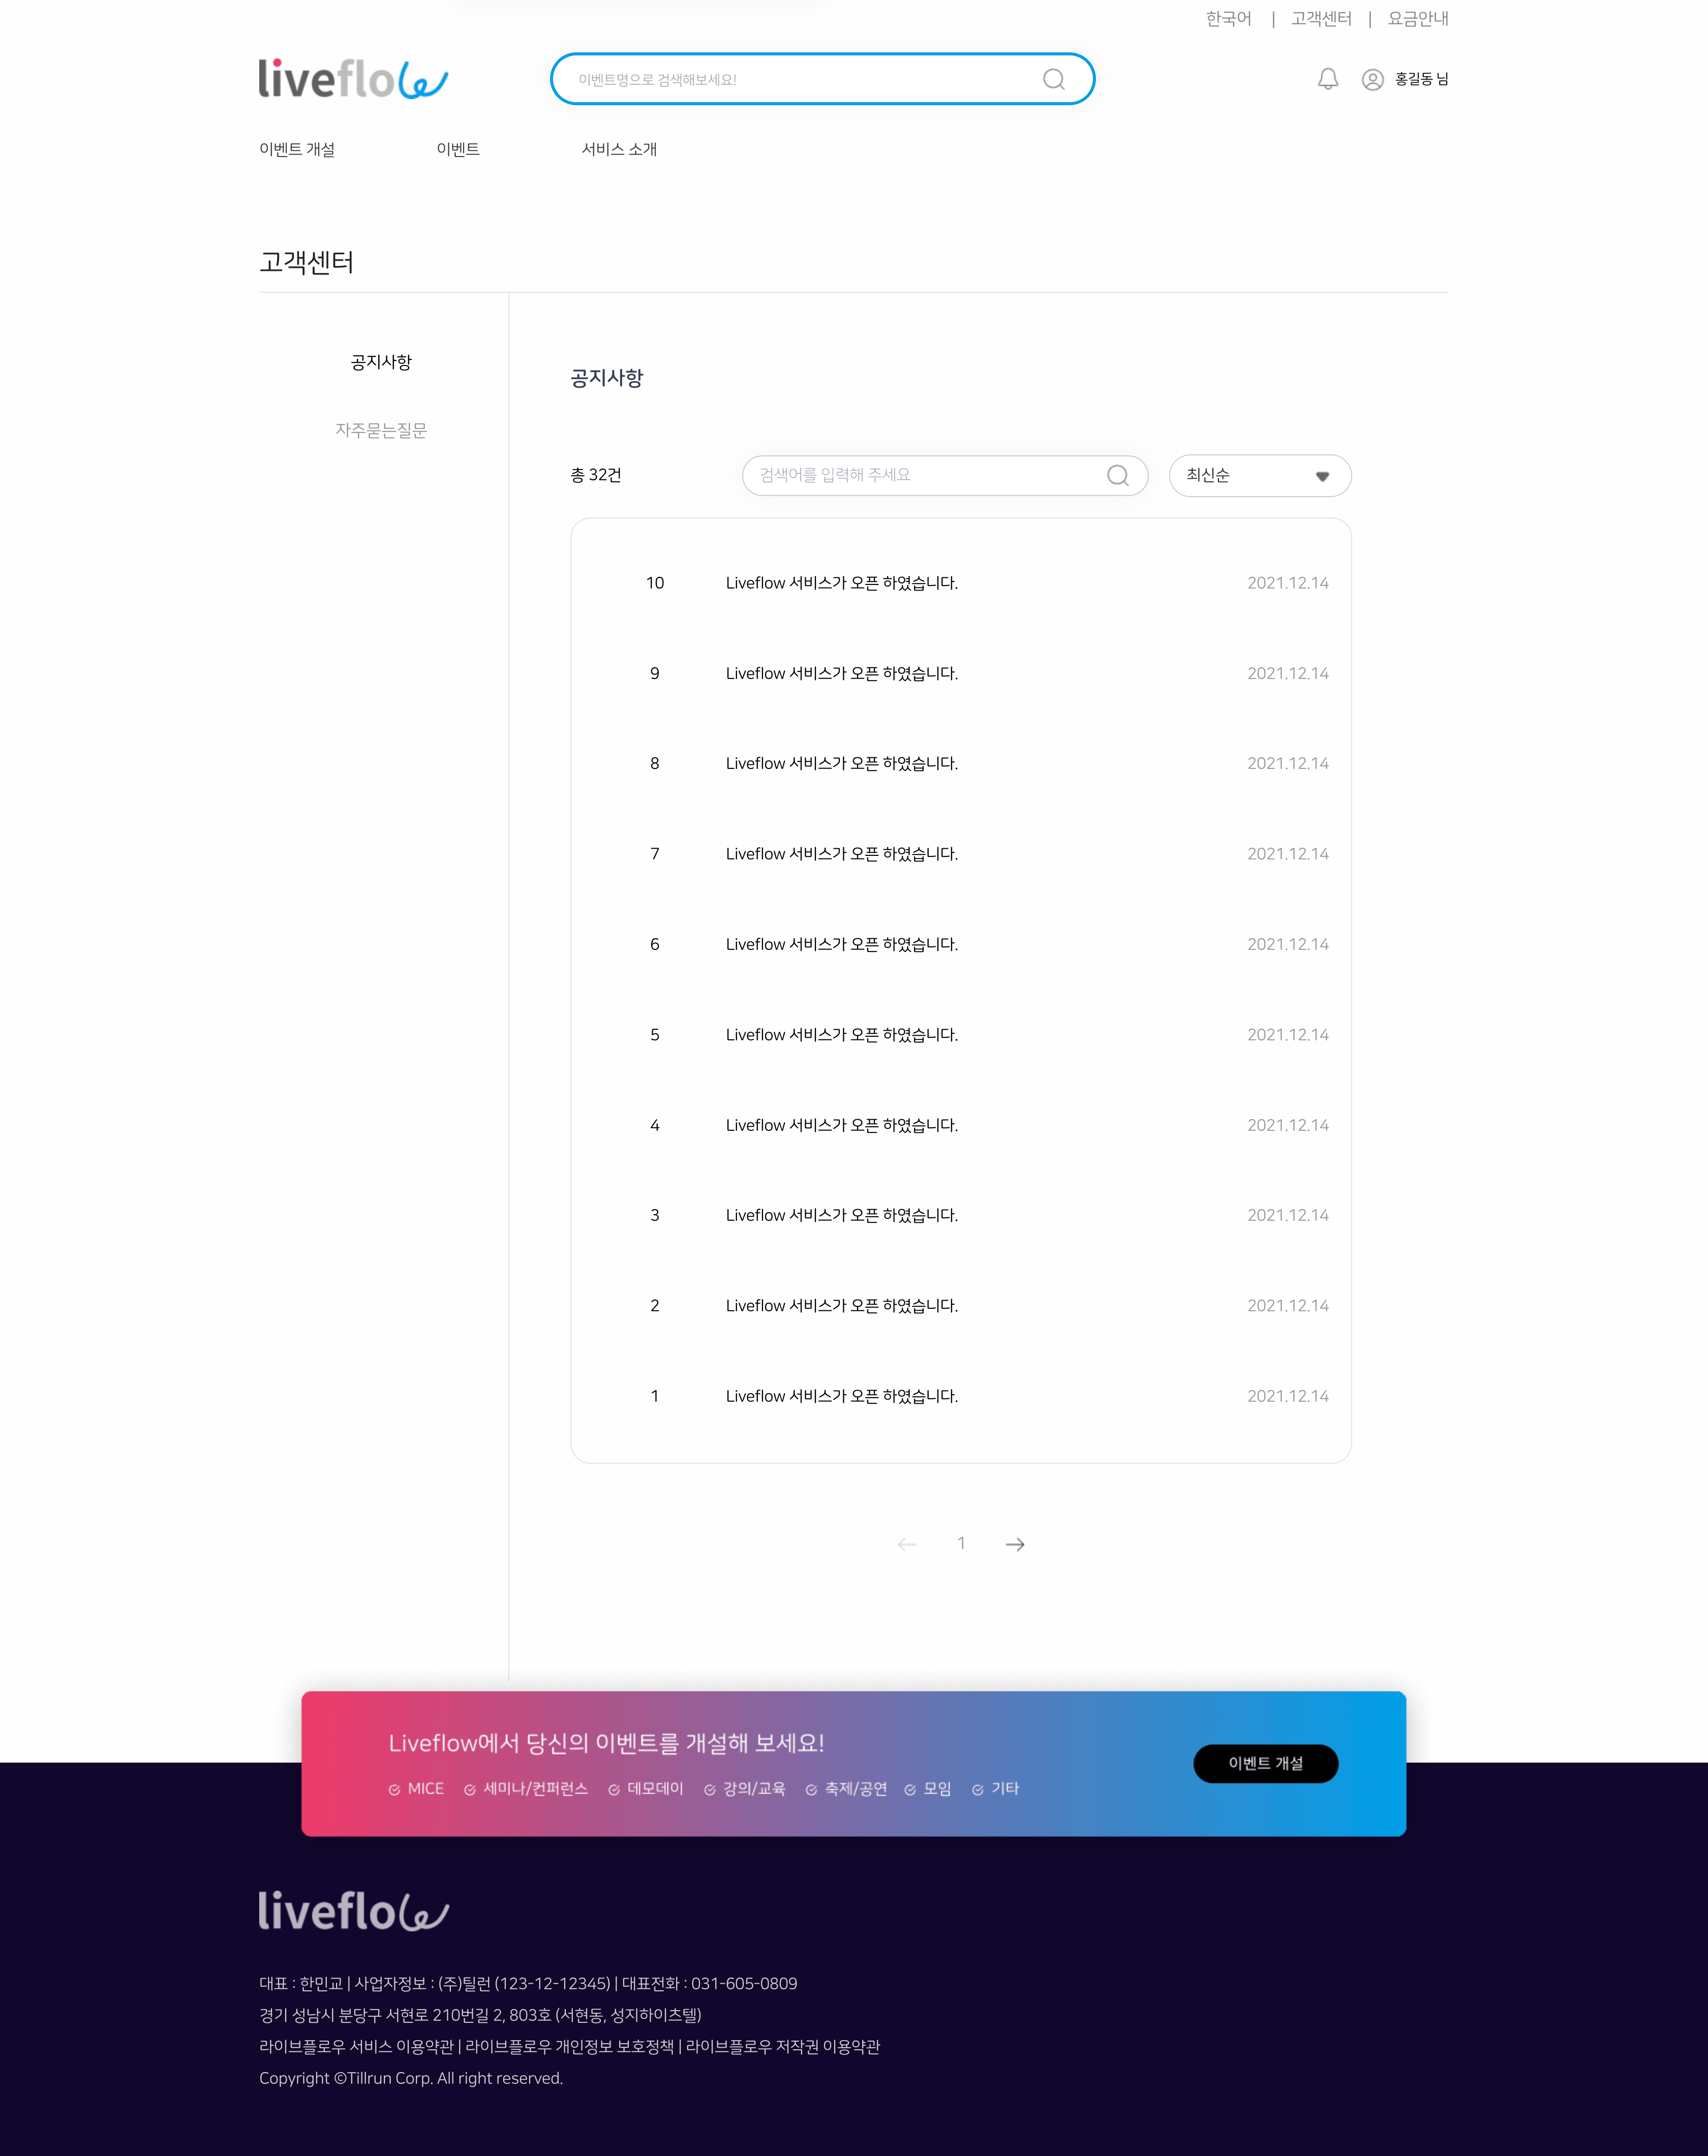 한국어 | 고객센터 | 요금안내
liveflow
이벤트명으로 검색해보세요!
홍길동 님
이벤트 개설 이벤트 서비스 소개
고객센터
공지사항
자주묻는질문
공지사항
총 32건
검색어를 입력해 주세요
최신순
10 Liveflow 서비스가 오픈 하였습니다. 2021.12.14
9 Liveflow 서비스가 오픈 하였습니다. 2021.12.14
8 Liveflow 서비스가 오픈 하였습니다. 2021.12.14
7 Liveflow 서비스가 오픈 하였습니다. 2021.12.14
6 Liveflow 서비스가 오픈 하였습니다. 2021.12.14
5 Liveflow 서비스가 오픈 하였습니다. 2021.12.14
4 Liveflow 서비스가 오픈 하였습니다. 2021.12.14
3 Liveflow 서비스가 오픈 하였습니다. 2021.12.14
2 Liveflow 서비스가 오픈 하였습니다. 2021.12.14
1 Liveflow 서비스가 오픈 하였습니다. 2021.12.14
1
Liveflow에서 당신의 이벤트를 개설해 보세요!
MICE 세미나/컨퍼런스 데모데이 강의/교육 축제/공연 모임 기타
이벤트 개설
liveflow
대표 : 한민교 | 사업자정보 : (주)틸런 (123-12-12345) | 대표전화 : 031-605-0809
경기 성남시 분당구 서현로 210번길 2, 803호 (서현동, 성지하이츠텔)
라이브플로우 서비스 이용약관 | 라이브플로우 개인정보 보호정책 | 라이브플로우 저작권 이용약관
Copyright ©Tillrun Corp. All right reserved.